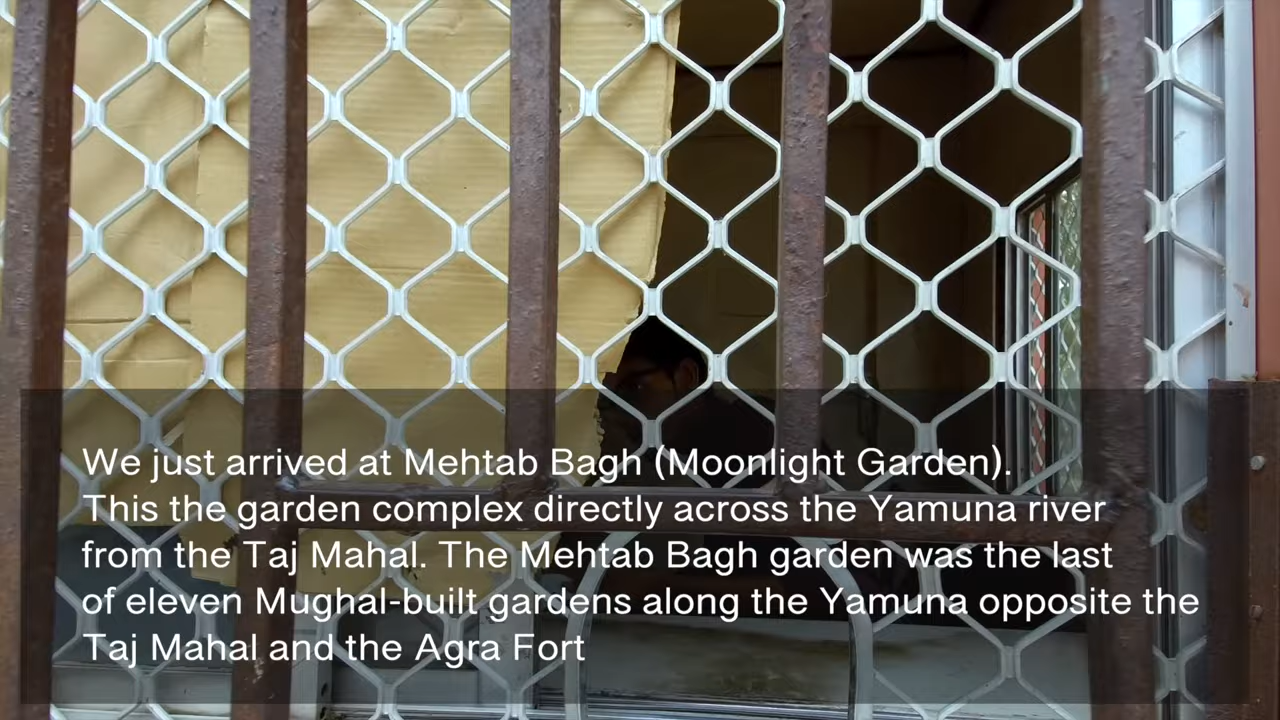 We just arrived at Mehtab Bagh (Moonlight Garden).
This the garden complex directly across the Yamuna river
from the Taj Mahal. The Mehtab Bagh garden was the last
of eleven Mughal-built gardens along the Yamuna opposite the
Taj Mahal and the Agra Fort